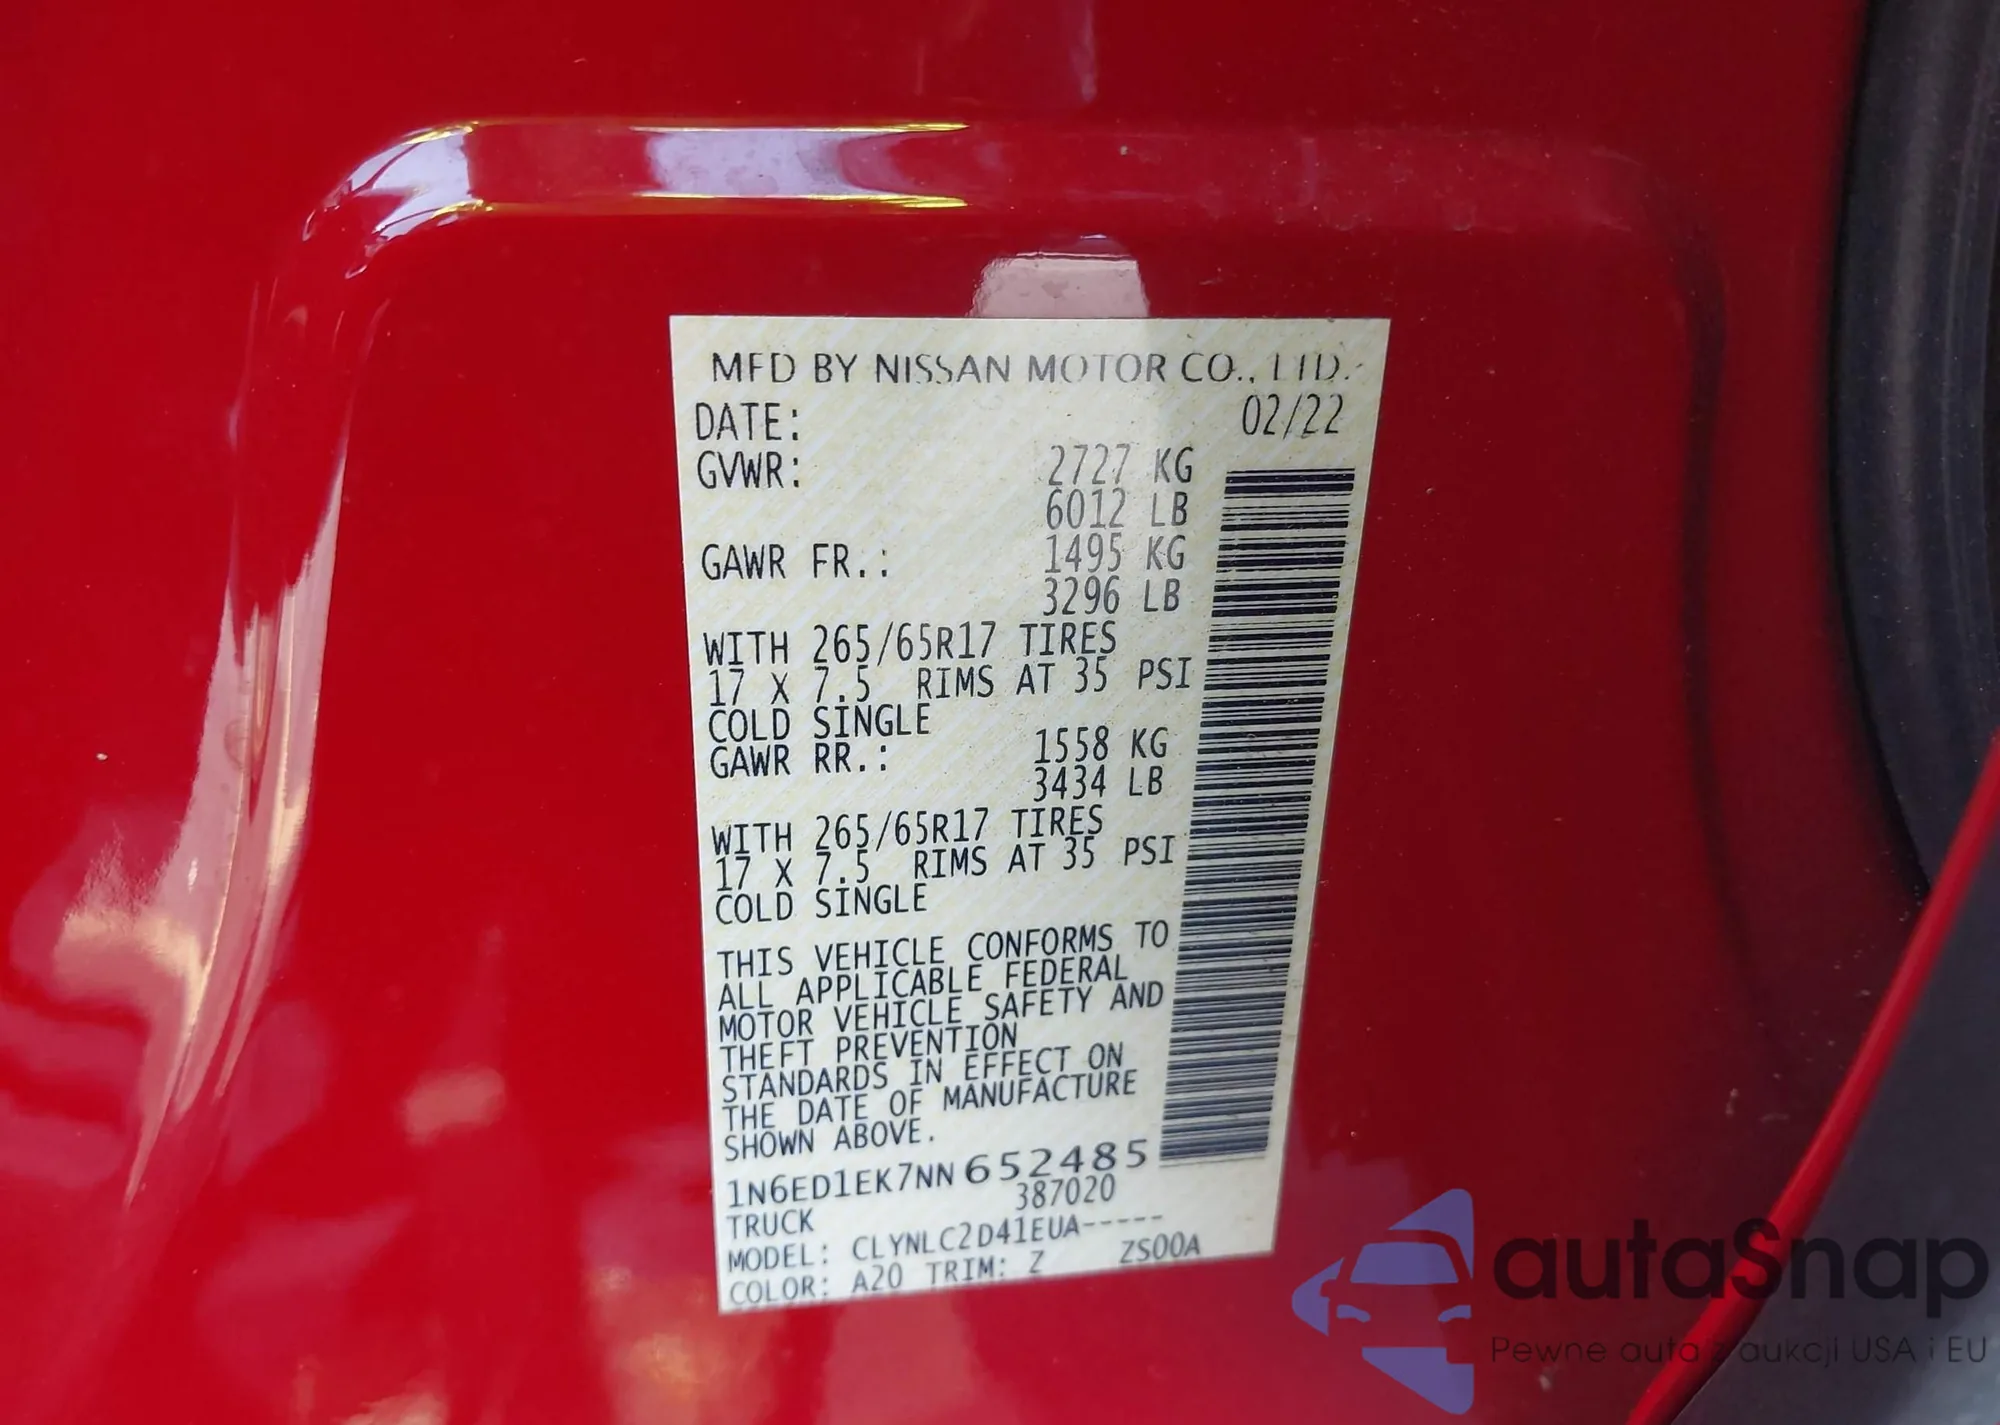 MFD BY NISSAN MOTOR CO., LTD.
DATE: 02/22
GVWR: 2727 KG
6012 LB
GAWR FR.: 1495 KG
3296 LB
WITH 265/65R17 TIRES
17 X 7.5 RIMS AT 35 PSI
COLD SINGLE
GAWR RR.: 1558 KG
3434 LB
WITH 265/65R17 TIRES
17 X 7.5 RIMS AT 35 PSI
COLD SINGLE
THIS VEHICLE CONFORMS TO
ALL APPLICABLE FEDERAL
MOTOR VEHICLE SAFETY AND
THEFT PREVENTION
STANDARDS IN EFFECT ON
THE DATE OF MANUFACTURE
SHOWN ABOVE.
1N6ED1EK7NN652485
387020
TRUCK
MODEL: CLYNLC2D41EUA-----
COLOR: A20 TRIM: Z ZS00A
autaSnap
Pewne auta z aukcji USA i EU